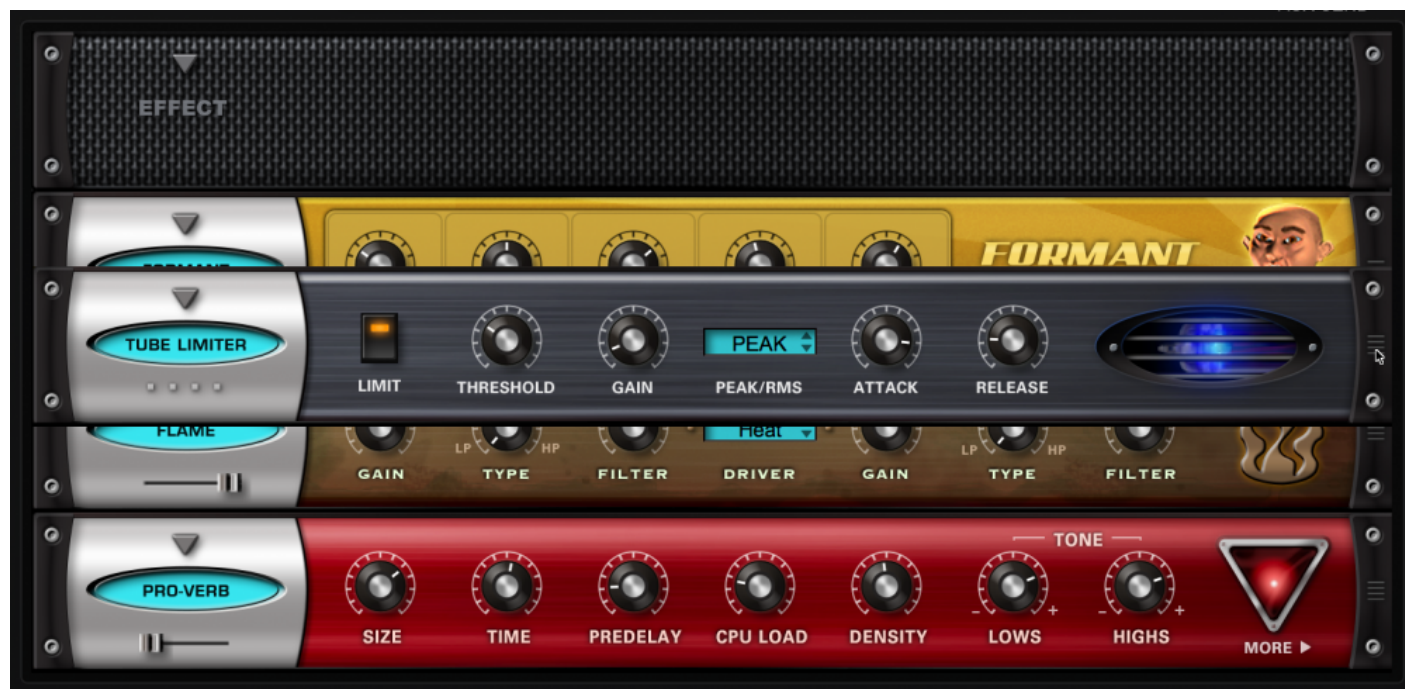 EFFECT
FORMANT
TUBE LIMITER
PEAK
LIMIT THRESHOLD GAIN PEAK/RMS ATTACK RELEASE
FLAME
Heat
LP HP LP HP
GAIN TYPE FILTER DRIVER GAIN TYPE FILTER
TONE
PRO-VERB
− + − +
SIZE TIME PREDELAY CPU LOAD DENSITY LOWS HIGHS
MORE